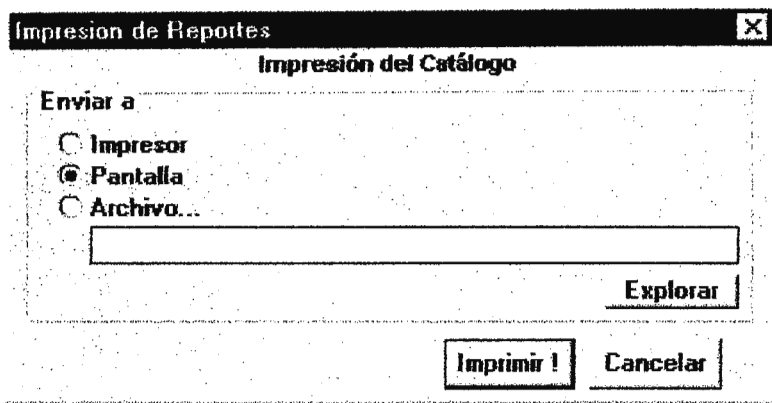 Impresion de Reportes
Impresión del Catálogo
Enviar a
Impresor
Pantalla
Archivo...
Explorar
Imprimir ! Cancelar